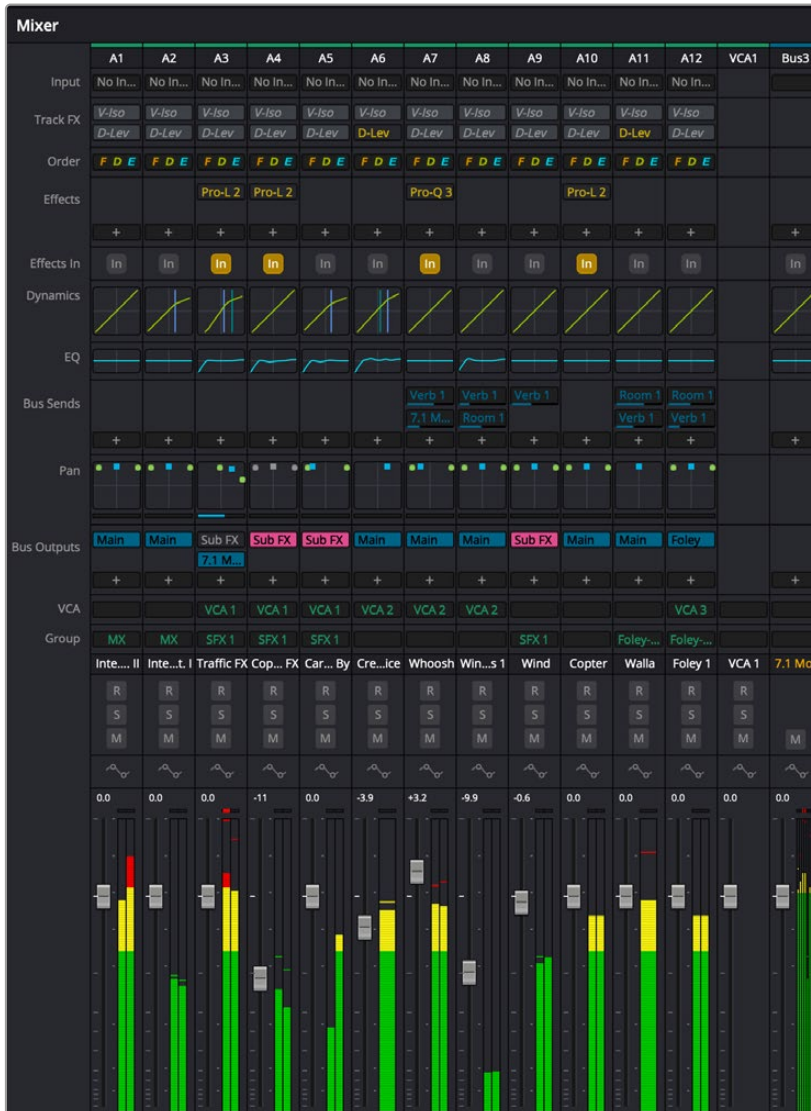 Mixer
A1 A2 A3 A4 A5 A6 A7 A8 A9 A10 A11 A12 VCA1 Bus3
Input No In... No In... No In... No In... No In... No In... No In... No In... No In... No In... No In... No In...
Track FX V-Iso V-Iso V-Iso V-Iso V-Iso V-Iso V-Iso V-Iso V-Iso V-Iso V-Iso V-Iso
D-Lev D-Lev D-Lev D-Lev D-Lev D-Lev D-Lev D-Lev D-Lev D-Lev D-Lev D-Lev
Order F D E F D E F D E F D E F D E F D E F D E F D E F D E F D E F D E F D E
Effects Pro-L 2 Pro-L 2 Pro-Q 3 Pro-L 2
+ + + + + + + + + + + + +
Effects In In In In In In In In In In In In In In
Dynamics
EQ
Bus Sends Verb 1 Verb 1 Verb 1 Room 1 Room 1
7.1 M... Room 1 Verb 1 Verb 1
+ + + + + + + + + + + + +
Pan
Bus Outputs Main Main Sub FX Sub FX Sub FX Main Main Main Sub FX Main Main Foley
7.1 M...
+ + + + + + + + + + + + +
VCA VCA 1 VCA 1 VCA 1 VCA 2 VCA 2 VCA 2 VCA 3
Group MX MX SFX 1 SFX 1 SFX 1 SFX 1 Foley-... Foley-...
Inte.... II Inte...t. I Traffic FX Cop... FX Car... By Cre...ice Whoosh Win...s 1 Wind Copter Walla Foley 1 VCA 1 7.1 Mo
R R R R R R R R R R R R R
S S S S S S S S S S S S S
M M M M M M M M M M M M M M
0.0 0.0 0.0 -11 0.0 -3.9 +3.2 -9.9 -0.6 0.0 0.0 0.0 0.0 0.0